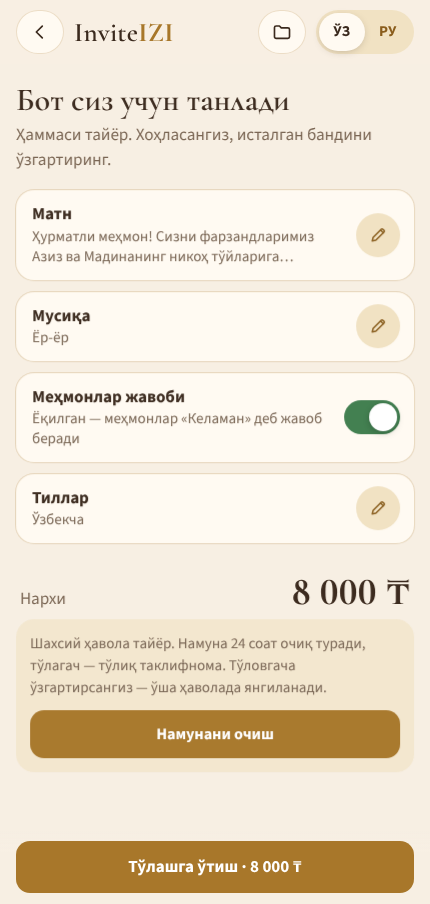 InviteIZI
ЎЗ
РУ
Бот сиз учун танлади
Ҳаммаси тайёр. Хоҳласангиз, исталган бандини
ўзгартиринг.
Матн
Ҳурматли меҳмон! Сизни фарзандларимиз
Азиз ва Мадинанинг никоҳ тўйларига…
Мусиқа
Ёр-ёр
Меҳмонлар жавоби
Ёқилган — меҳмонлар «Келаман» деб жавоб
беради
Тиллар
Ўзбекча
Нархи
8 000 ₸
Шахсий ҳавола тайёр. Намуна 24 соат очиқ туради,
тўлагач — тўлиқ таклифнома. Тўловгача
ўзгартирсангиз — ўша ҳаволада янгиланади.
Намунани очиш
Тўлашга ўтиш · 8 000 ₸